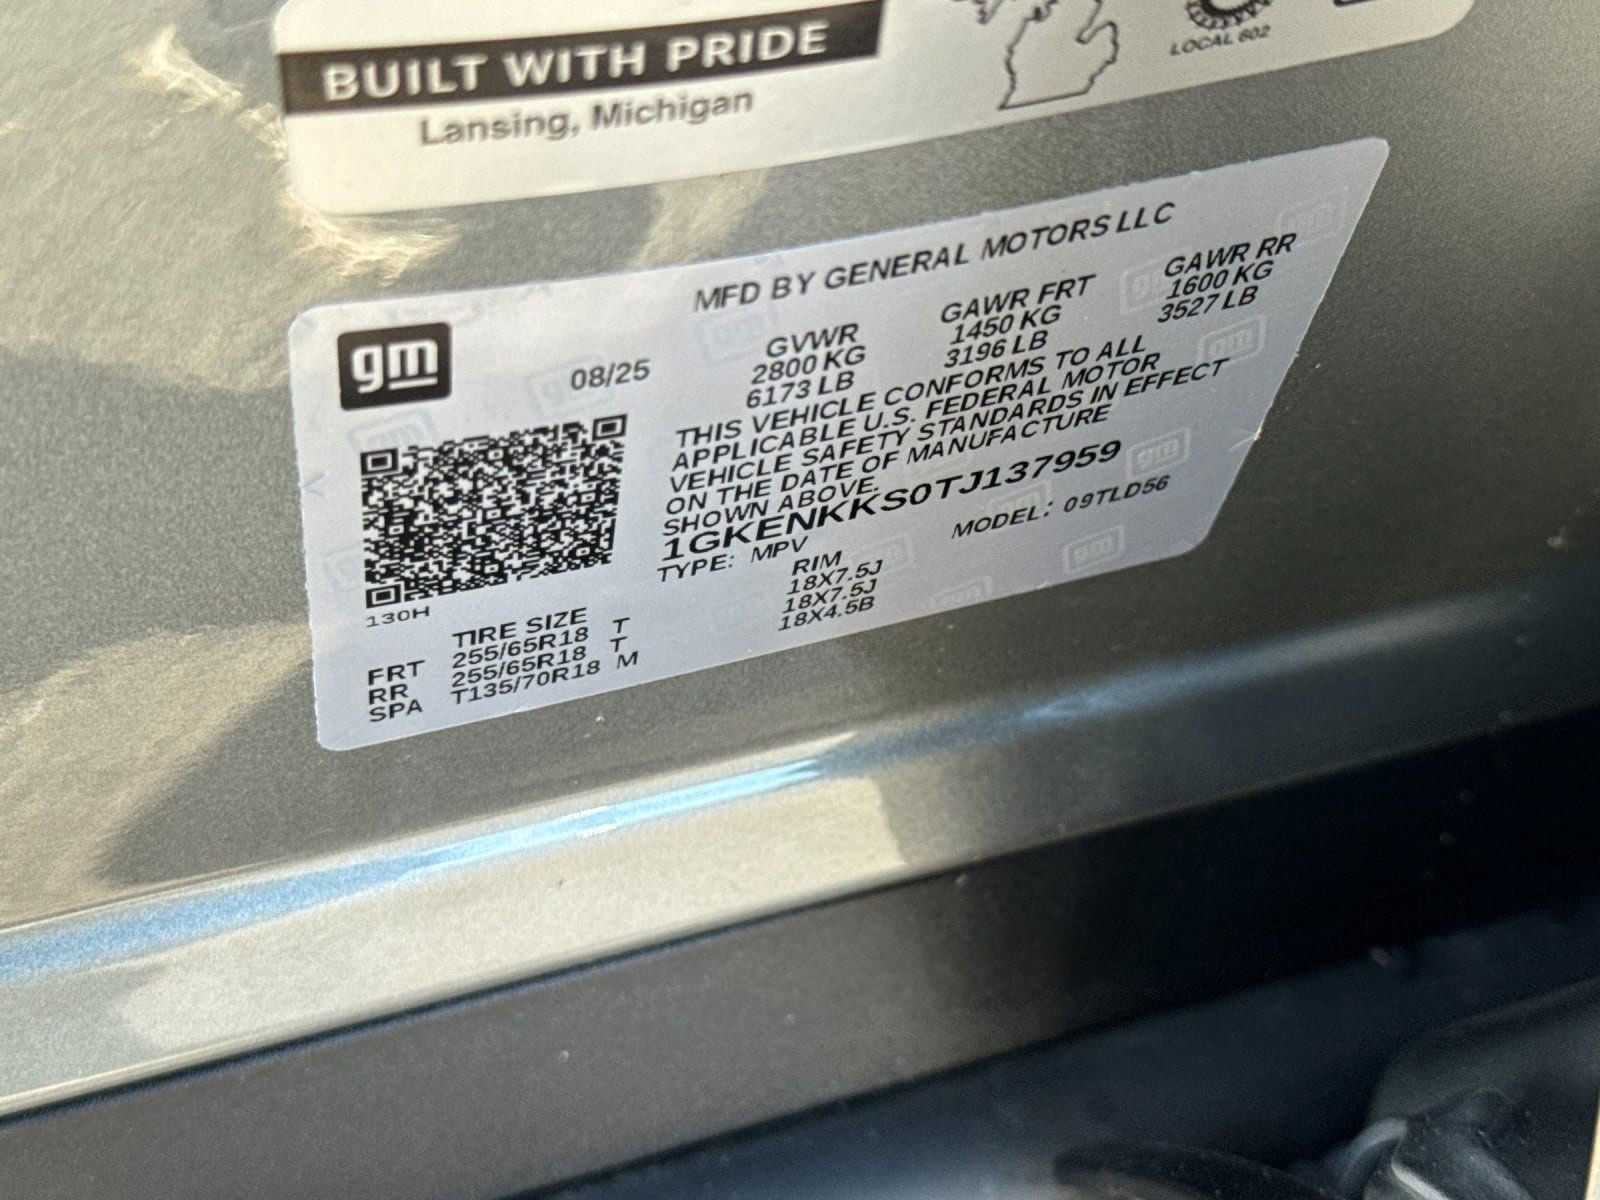 BUILT WITH PRIDE
Lansing, Michigan
LOCAL 602
MFD BY GENERAL MOTORS LLC
gm
08/25
GVWR GAWR FRT GAWR RR
2800 KG 1450 KG 1600 KG
6173 LB 3196 LB 3527 LB
THIS VEHICLE CONFORMS TO ALL
APPLICABLE U.S. FEDERAL MOTOR
VEHICLE SAFETY STANDARDS IN EFFECT
ON THE DATE OF MANUFACTURE
SHOWN ABOVE.
1GKENKKS0TJ137959
TYPE: MPV MODEL: 09TLD56
130H
TIRE SIZE RIM
FRT 255/65R18 T 18X7.5J
RR 255/65R18 T 18X7.5J
SPA T135/70R18 M 18X4.5B